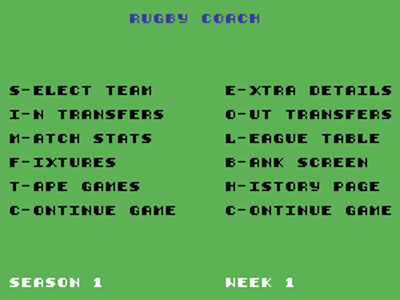 RUGBY COACH
S-ELECT TEAM E-XTRA DETAILS
I-N TRANSFERS O-UT TRANSFERS
M-ATCH STATS L-EAGUE TABLE
F-IXTURES B-ANK SCREEN
T-APE GAMES H-ISTORY PAGE
C-ONTINUE GAME C-ONTINUE GAME
SEASON 1 WEEK 1